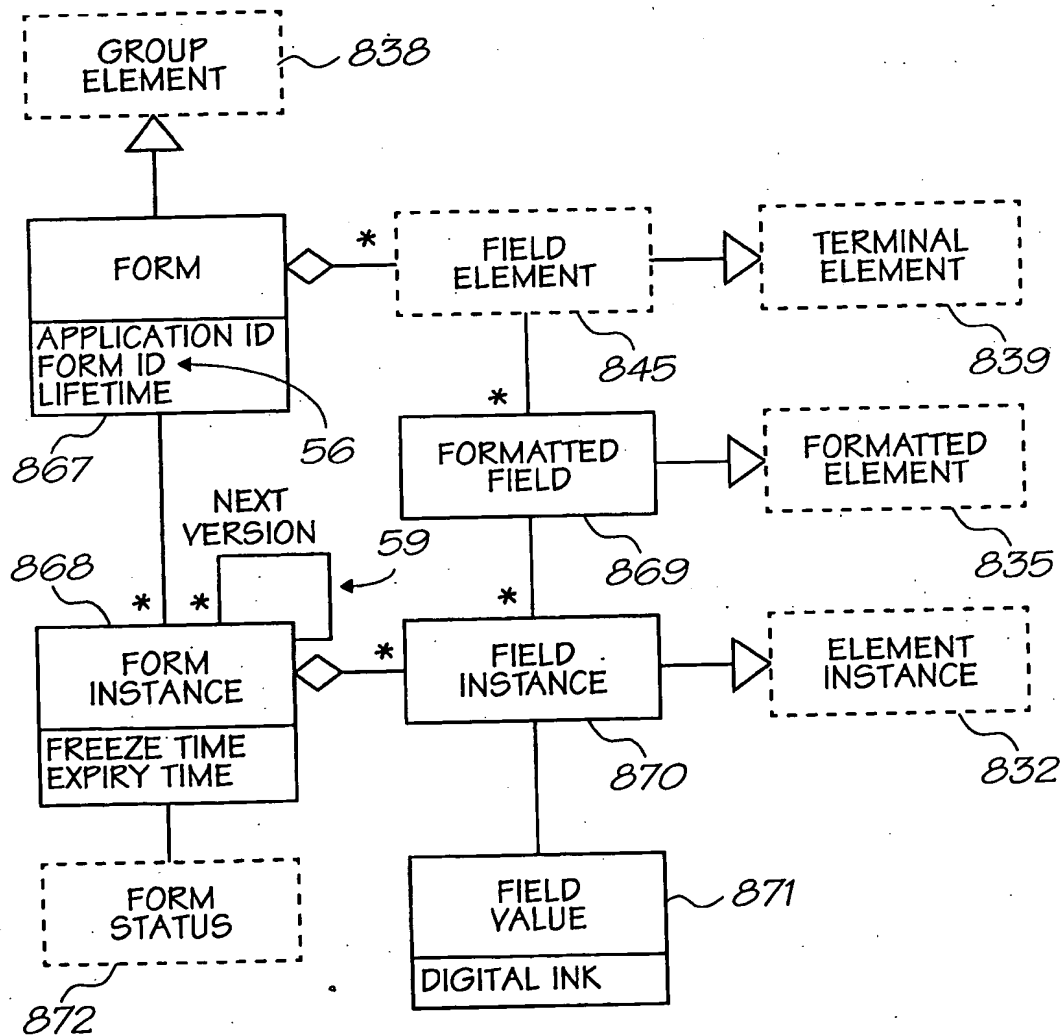 GROUP
ELEMENT
838
FORM
APPLICATION ID
FORM ID
LIFETIME
867
56
*
FIELD
ELEMENT
845
TERMINAL
ELEMENT
839
*
FORMATTED
FIELD
869
FORMATTED
ELEMENT
835
NEXT
VERSION
59
868
*
*
FORM
INSTANCE
FREEZE TIME
EXPIRY TIME
*
*
FIELD
INSTANCE
870
ELEMENT
INSTANCE
832
FORM
STATUS
872
FIELD
VALUE
871
DIGITAL INK